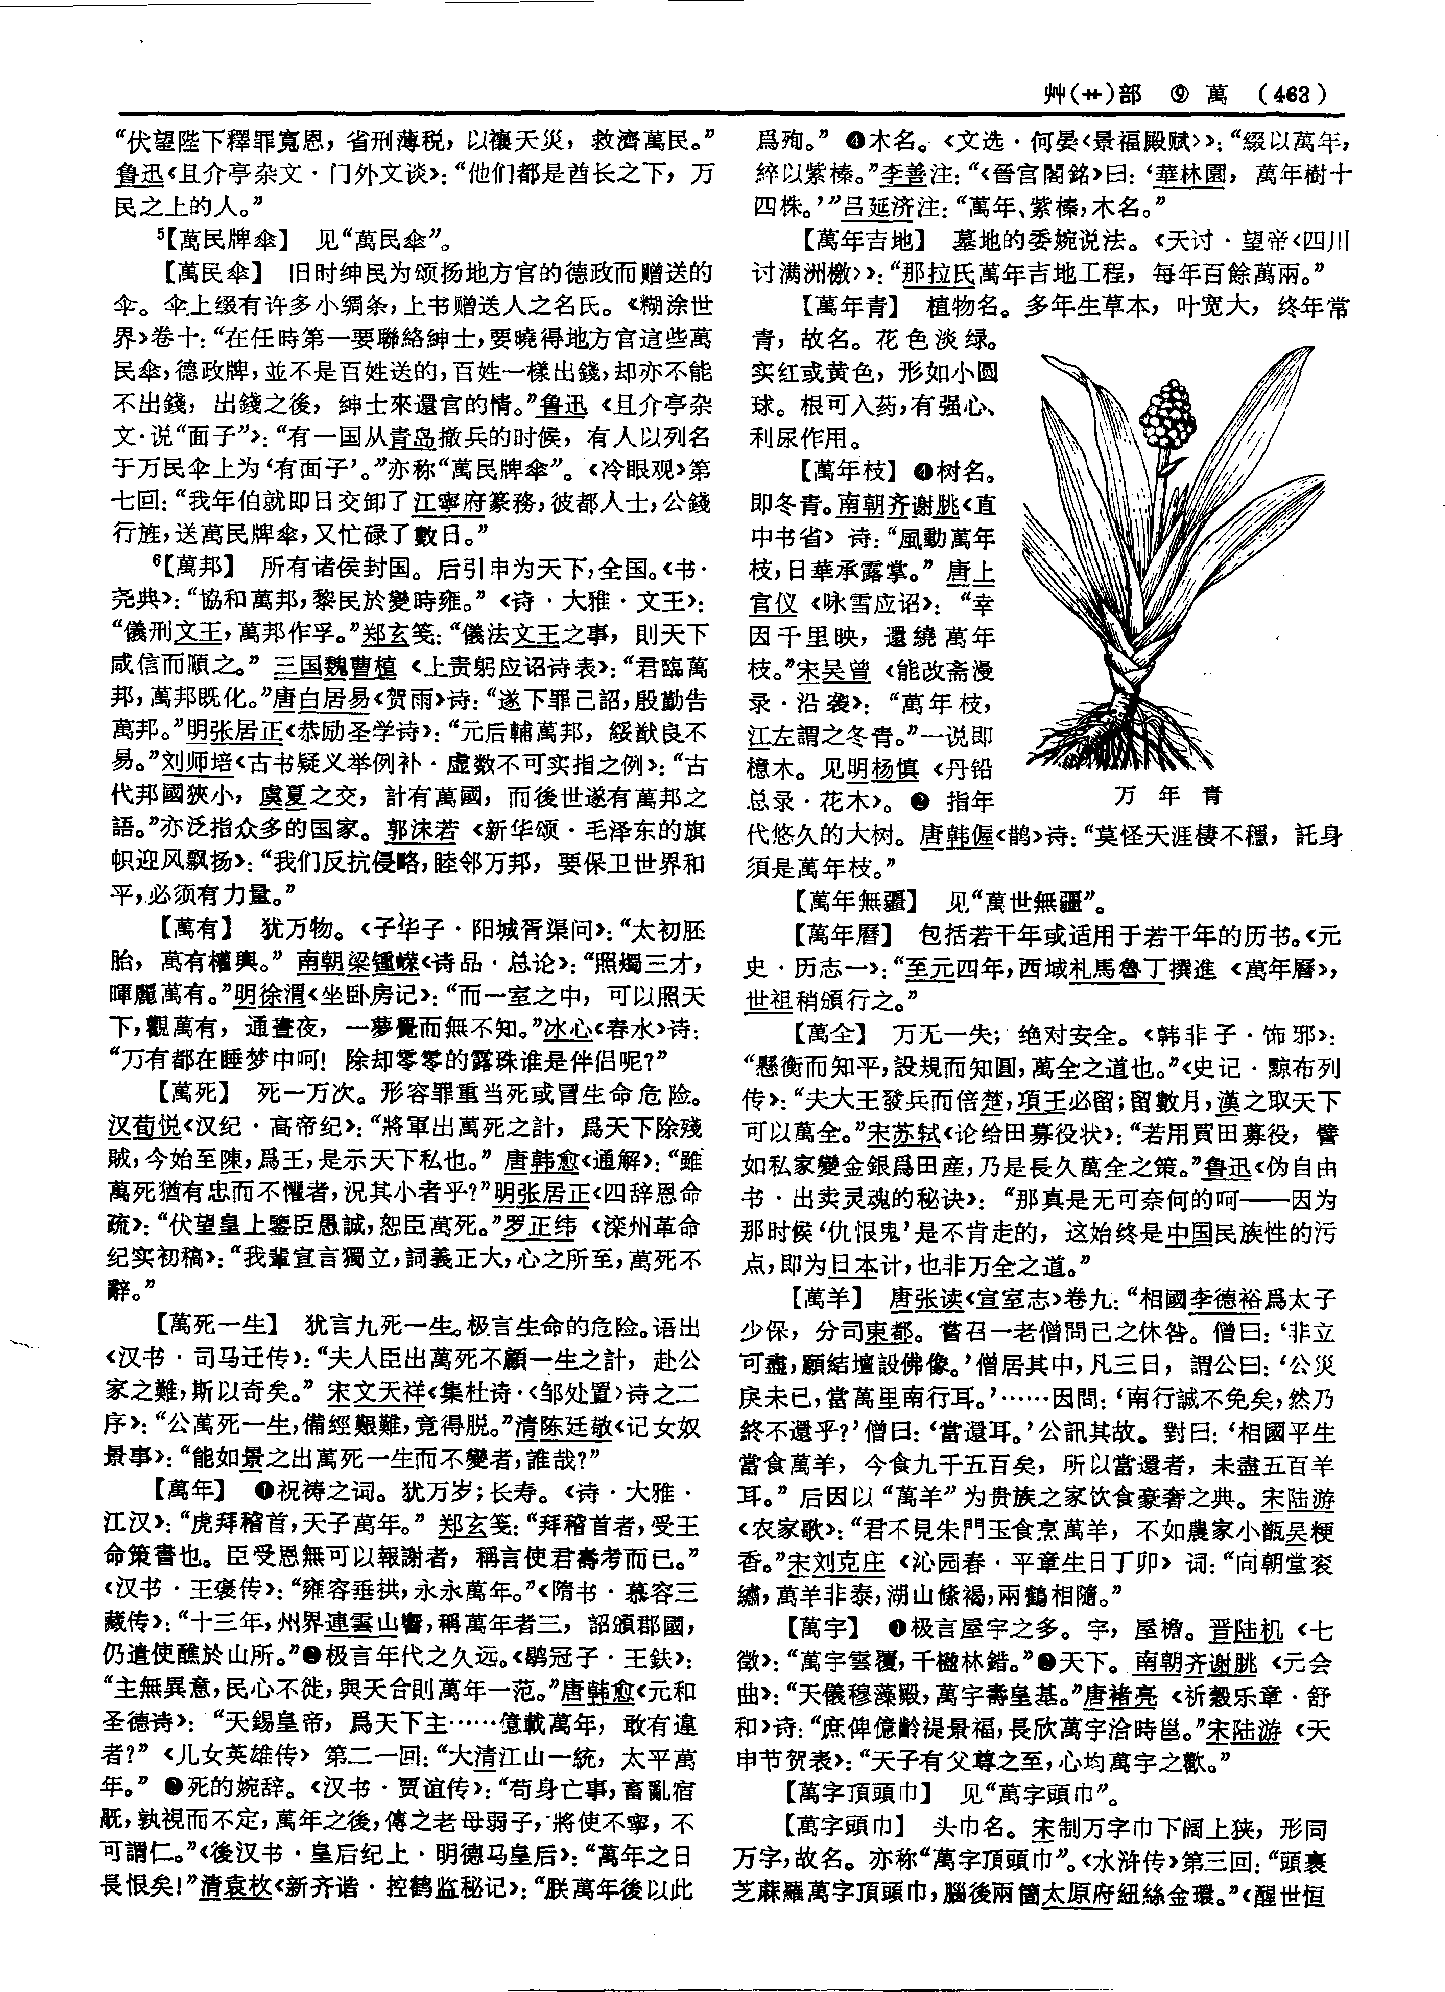 艸(艹)部 ⑨ 萬 (463)
“伏望陛下釋罪寬恩，省刑薄税，以禳天災，救濟萬民。”
鲁迅《且介亭杂文·门外文谈》：“他们都是酋长之下，万
民之上的人。”
⁵【萬民牌傘】 见“萬民傘”。
【萬民傘】 旧时绅民为颂扬地方官的德政而赠送的
伞。伞上缀有许多小绸条，上书赠送人之名氏。《糊涂世
界》卷十：“在任時第一要聯絡紳士，要曉得地方官這些萬
民傘，德政牌，並不是百姓送的，百姓一樣出錢，却亦不能
不出錢，出錢之後，紳士來還官的情。”鲁迅《且介亭杂
文·说“面子”》：“有一国从青岛撤兵的时候，有人以列名
于万民伞上为‘有面子’。”亦称“萬民牌傘”。《冷眼观》第
七回：“我年伯就即日交卸了江寧府篆務，彼都人士，公錢
行旌，送萬民牌傘，又忙碌了數日。”
⁶【萬邦】 所有诸侯封国。后引申为天下，全国。《书·
尧典》：“協和萬邦，黎民於變時雍。”《诗·大雅·文王》：
“儀刑文王，萬邦作孚。”郑玄笺：“儀法文王之事，則天下
咸信而順之。”三国魏曹植《上责躬应诏诗表》：“君臨萬
邦，萬邦既化。”唐白居易《贺雨》诗：“遂下罪己詔，殷勤告
萬邦。”明张居正《恭励圣学诗》：“元后輔萬邦，綏猷良不
易。”刘师培《古书疑义举例补·虚数不可实指之例》：“古
代邦國狹小，虞夏之交，計有萬國，而後世遂有萬邦之
語。”亦泛指众多的国家。郭沫若《新华颂·毛泽东的旗
帜迎风飘扬》：“我们反抗侵略，睦邻万邦，要保卫世界和
平，必须有力量。”
【萬有】 犹万物。《子华子·阳城胥渠问》：“太初胚
胎，萬有權輿。”南朝梁锺嵘《诗品·总论》：“照燭三才，
暉麗萬有。”明徐渭《坐卧房记》：“而一室之中，可以照天
下，觀萬有，通晝夜，一夢覺而無不知。”冰心《春水》诗：
“万有都在睡梦中呵！除却零零的露珠谁是伴侣呢？”
【萬死】 死一万次。形容罪重当死或冒生命危险。
汉荀悦《汉纪·高帝纪》：“將軍出萬死之計，爲天下除殘
賊，今始至陳，爲王，是示天下私也。”唐韩愈《通解》：“雖
萬死猶有忠而不懼者，況其小者乎？”明张居正《四辞恩命
疏》：“伏望皇上鑒臣愚誠，恕臣萬死。”罗正纬《滦州革命
纪实初稿》：“我輩宣言獨立，詞義正大，心之所至，萬死不
辭。”
【萬死一生】 犹言九死一生。极言生命的危险。语出
《汉书·司马迁传》：“夫人臣出萬死不顧一生之計，赴公
家之難，斯以奇矣。”宋文天祥《集杜诗·〈邹处置〉诗之二
序》：“公萬死一生，備經艱難，竟得脱。”清陈廷敬《记女奴
景事》：“能如景之出萬死一生而不變者，誰哉？”
【萬年】 ❶祝祷之词。犹万岁；长寿。《诗·大雅·
江汉》：“虎拜稽首，天子萬年。”郑玄笺：“拜稽首者，受王
命策書也。臣受恩無可以報謝者，稱言使君壽考而已。”
《汉书·王褒传》：“雍容垂拱，永永萬年。”《隋书·慕容三
藏传》：“十三年，州界連雲山響，稱萬年者三，詔頒郡國，
仍遣使醮於山所。”❷极言年代之久远。《鹖冠子·王鈇》：
“主無異意，民心不徙，與天合則萬年一范。”唐韩愈《元和
圣德诗》：“天錫皇帝，爲天下主……億載萬年，敢有違
者？”《儿女英雄传》第二一回：“大清江山一統，太平萬
年。”❸死的婉辞。《汉书·贾谊传》：“苟身亡事，畜亂宿
厩，孰視而不定，萬年之後，傳之老母弱子，將使不寧，不
可謂仁。”《後汉书·皇后纪上·明德马皇后》：“萬年之日
長恨矣！”清袁枚《新齐谐·控鹤监秘记》：“朕萬年後以此
爲殉。”❹木名。《文选·何晏〈景福殿赋〉》：“綴以萬年，
綷以紫榛。”李善注：“《晉宫閣銘》曰：‘華林園，萬年樹十
四株。’”吕延济注：“萬年、紫榛，木名。”
【萬年吉地】 墓地的委婉说法。《天讨·望帝〈四川
讨满洲檄〉》：“那拉氏萬年吉地工程，每年百餘萬兩。”
【萬年青】 植物名。多年生草本，叶宽大，终年常
青，故名。花色淡绿。
实红或黄色，形如小圆
球。根可入药，有强心、
利尿作用。
【萬年枝】 ❶树名。
即冬青。南朝齐谢朓《直
中书省》诗：“風動萬年
枝，日華承露掌。”唐上
官仪《咏雪应诏》：“幸
因千里映，還繞萬年
枝。”宋吴曾《能改斋漫
录·沿袭》：“萬年枝，
江左謂之冬青。”一说即
檍木。见明杨慎《丹铅
总录·花木》。❷ 指年
万年青
代悠久的大树。唐韩偓《鹊》诗：“莫怪天涯棲不穩，託身
須是萬年枝。”
【萬年無疆】 见“萬世無疆”。
【萬年曆】 包括若干年或适用于若干年的历书。《元
史·历志一》：“至元四年，西域札馬魯丁撰進《萬年曆》，
世祖稍頒行之。”
【萬全】 万无一失；绝对安全。《韩非子·饰邪》：
“懸衡而知平，設規而知圓，萬全之道也。”《史记·黥布列
传》：“夫大王發兵而倍楚，項王必留；留數月，漢之取天下
可以萬全。”宋苏轼《论给田募役状》：“若用買田募役，譬
如私家變金銀爲田産，乃是長久萬全之策。”鲁迅《伪自由
书·出卖灵魂的秘诀》：“那真是无可奈何的呵——因为
那时候‘仇恨鬼’是不肯走的，这始终是中国民族性的污
点，即为日本计，也非万全之道。”
【萬羊】 唐张读《宣室志》卷九：“相國李德裕爲太子
少保，分司東都。嘗召一老僧問己之休咎。僧曰：‘非立
可盡，願結壇設佛像。’僧居其中，凡三日，謂公曰：‘公災
戾未已，當萬里南行耳。’……因問：‘南行誠不免矣，然乃
終不還乎？’僧曰：‘當還耳。’公訊其故。對曰：‘相國平生
當食萬羊，今食九千五百矣，所以當還者，未盡五百羊
耳。”后因以“萬羊”为贵族之家饮食豪奢之典。宋陆游
《农家歌》：“君不見朱門玉食烹萬羊，不如農家小甑吴粳
香。”宋刘克庄《沁园春·平章生日丁卯》词：“向朝堂衮
繡，萬羊非泰，湖山絛褐，兩鶴相隨。”
【萬宇】 ❶极言屋宇之多。宇，屋檐。晋陆机《七
徵》：“萬宇雲覆，千楹林錯。”❷天下。南朝齐谢朓《元会
曲》：“天儀穆藻殿，萬宇壽皇基。”唐褚亮《祈穀乐章·舒
和》诗：“庶俾億齡禔景福，長欣萬宇洽時邕。”宋陆游《天
申节贺表》：“天子有父尊之至，心均萬宇之歡。”
【萬字頂頭巾】 见“萬字頭巾”。
【萬字頭巾】 头巾名。宋制万字巾下阔上狭，形同
万字，故名。亦称“萬字頂頭巾”。《水浒传》第三回：“頭裹
芝蔴羅萬字頂頭巾，腦後兩箇太原府紐絲金環。”《醒世恒